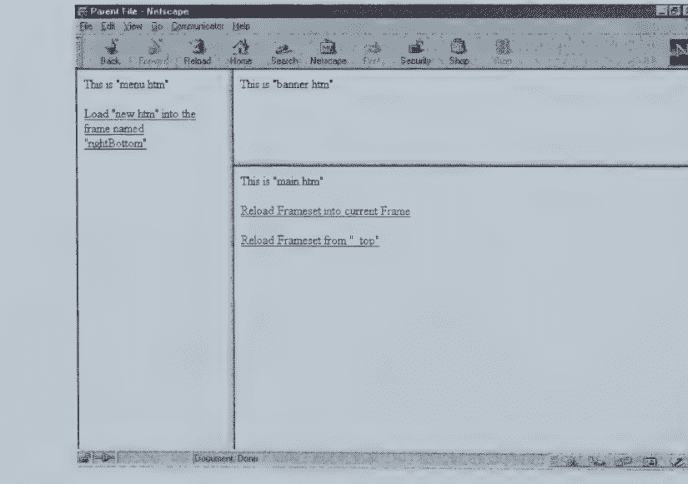 Parent File - Netscape
File Edit View Go Communicator Help
Back Forward Reload Home Search Netscape Print Security Shop Stop
This is "menu htm"
Load "new htm" into the
frame named
"rightBottom"
This is "banner htm"
This is "main htm"
Reload Frameset into current Frame
Reload Frameset from "_top"
Document: Done